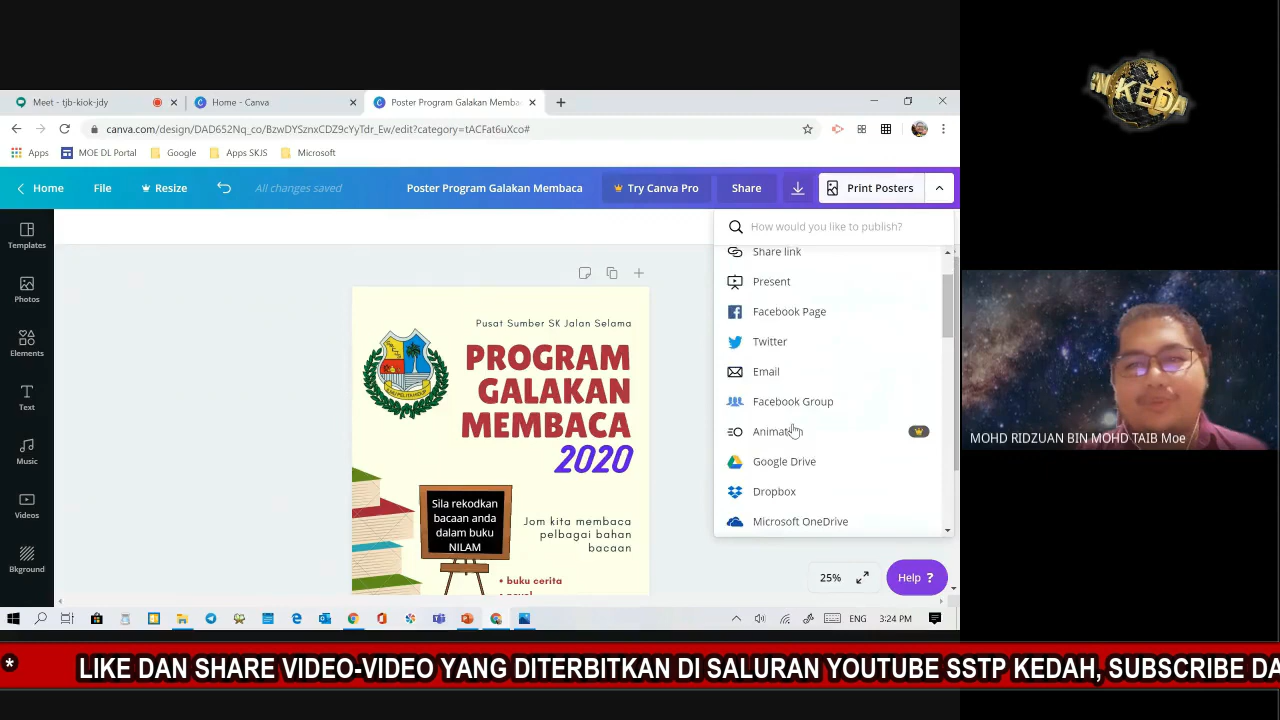 Meet - tjb-kiok-jdy
Home - Canva
Poster Program Galakan Memba
canva.com/design/DAD652Nq_co/BzwDYSznxCDZ9cYyTdr_Ew/edit?category=tACFat6uXco#
Apps
MOE DL Portal
Google
Apps SKJS
Microsoft
Home
File
Resize
All changes saved
Poster Program Galakan Membaca
Try Canva Pro
Share
Print Posters
Templates
Photos
Elements
Text
Music
Videos
Bkground
How would you like to publish?
Share link
Present
Facebook Page
Twitter
Email
Facebook Group
Google Drive
Dropbox
Microsoft OneDrive
Pusat Sumber SK Jalan Selama
PROGRAM
GALAKAN
MEMBACA
2020
Sila rekodkan
bacaan anda
dalam buku
NILAM
Jom kita membaca
pelbagai bahan
bacaan
• buku cerita
25%
Help ?
ENG
3:24 PM
KEDA
MOHD RIDZUAN BIN MOHD TAIB Moe
* LIKE DAN SHARE VIDEO-VIDEO YANG DITERBITKAN DI SALURAN YOUTUBE SSTP KEDAH, SUBSCRIBE DA